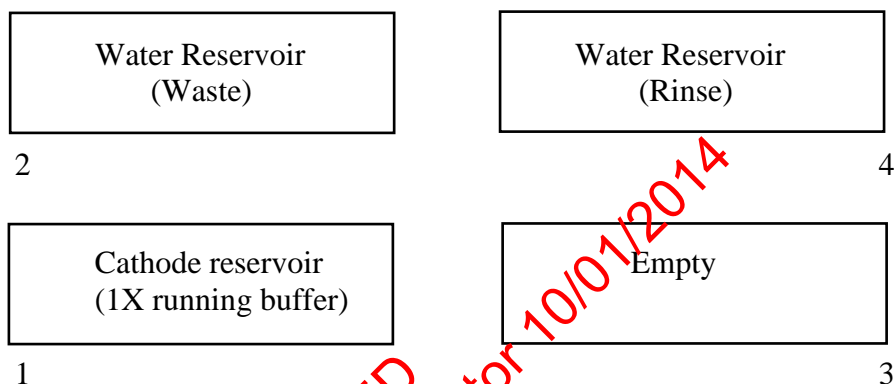 Water Reservoir
(Waste)
Water Reservoir
(Rinse)
2
4
Cathode reservoir
(1X running buffer)
Empty
1
3
10/01/2014